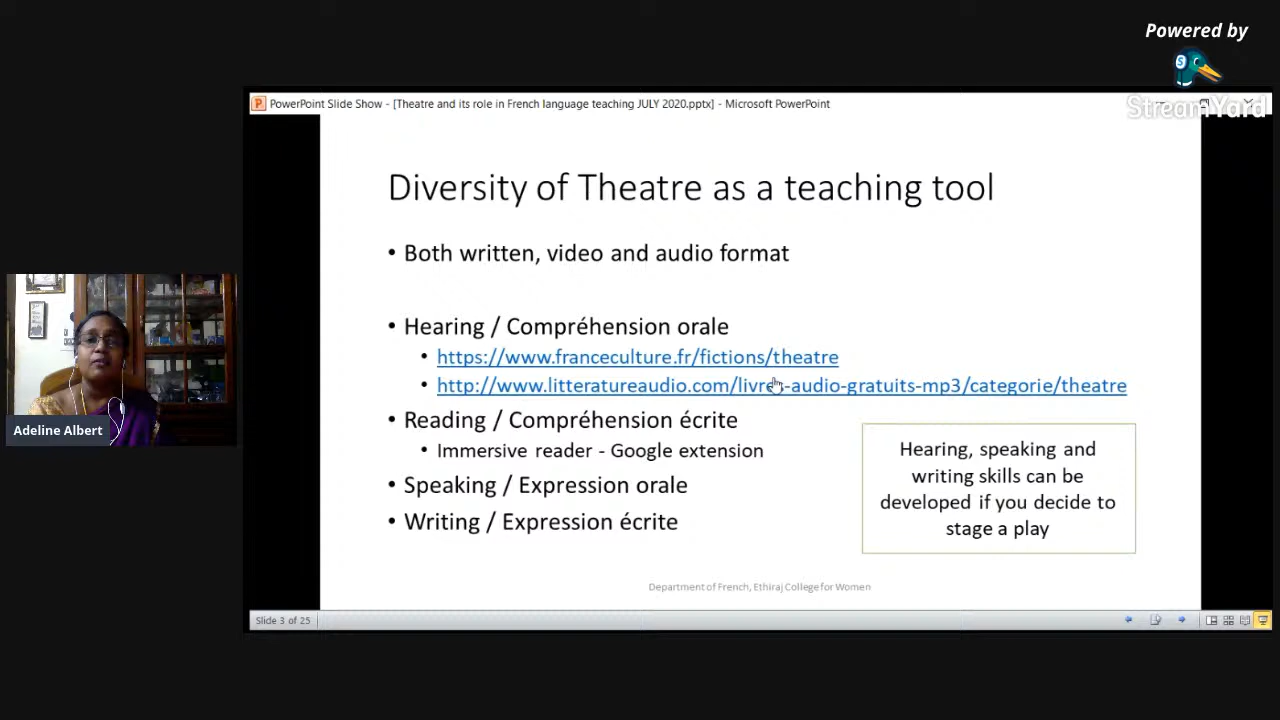 Powered by
StreamYard
PowerPoint Slide Show - [Theatre and its role in French language teaching JULY 2020.pptx] - Microsoft PowerPoint
Diversity of Theatre as a teaching tool
• Both written, video and audio format
• Hearing / Compréhension orale
• https://www.franceculture.fr/fictions/theatre
• http://www.litteratureaudio.com/livres-audio-gratuits-mp3/categorie/theatre
• Reading / Compréhension écrite
• Immersive reader - Google extension
• Speaking / Expression orale
• Writing / Expression écrite
Hearing, speaking and
writing skills can be
developed if you decide to
stage a play
Department of French, Ethiraj College for Women
Slide 3 of 25
Adeline Albert